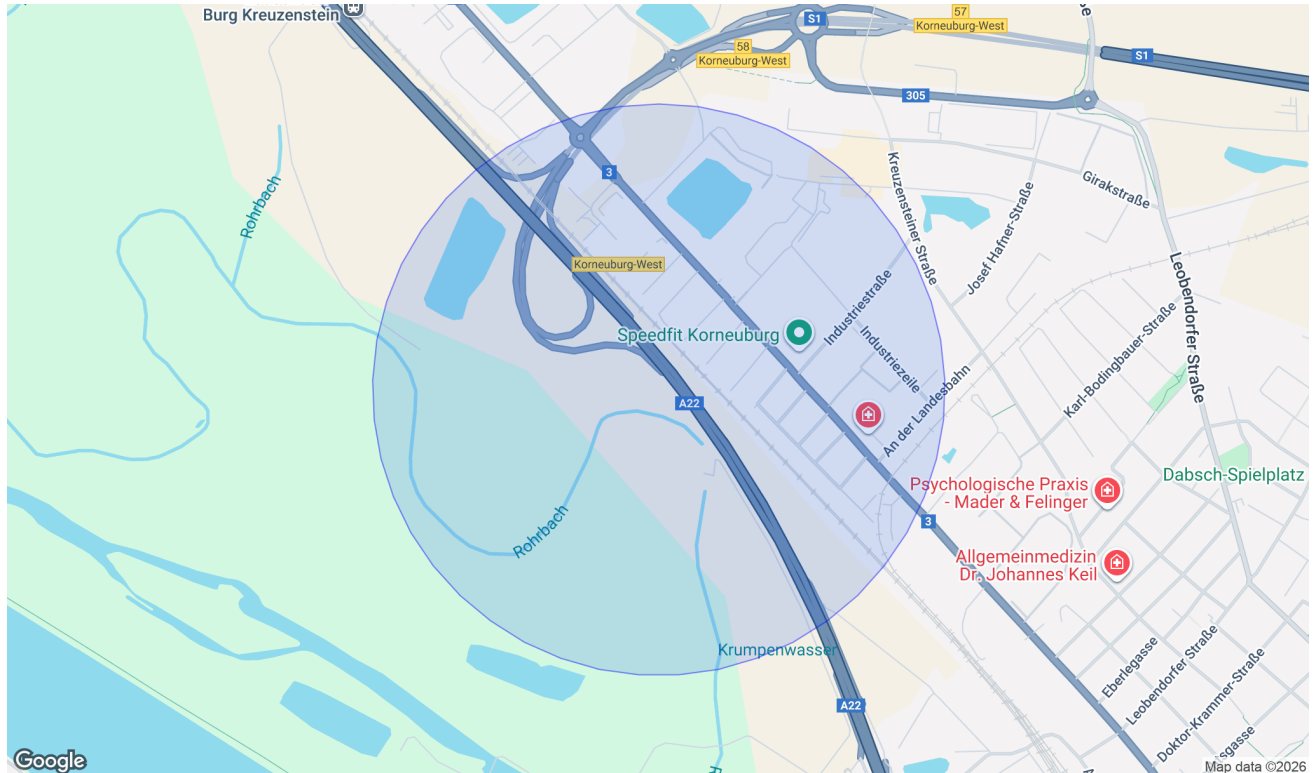 Burg Kreuzenstein
S1
57
Korneuburg-West
58
Korneuburg-West
S1
305
3
Rohrbach
Kreuzensteiner Straße
Girakstraße
Josef Hafner-Straße
Leobendorfer Straße
Korneuburg-West
Industriestraße
Speedfit Korneuburg
Industriezeile
Karl-Bodingbauer-Straße
A22
An der Landesbahn
Psychologische Praxis
- Mader & Felinger
Dabsch-Spielplatz
Rohrbach
3
Allgemeinmedizin
Dr. Johannes Keil
Krumpenwasser
Eberlegasse
Leobendorfer Straße
Doktor-Krammer-Straße
A22
Google
Map data ©2026